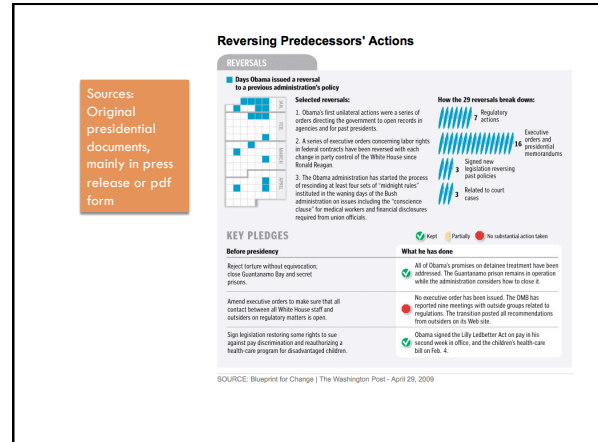 Reversing Predecessors' Actions
Sources:
Original
presidential
documents,
mainly in press
release or pdf
form
REVERSALS
Days Obama issued a reversal
to a previous administration's policy
JAN.
FEB.
MARCH
APRIL
Selected reversals:
1. Obama's first unilateral actions were a series of
orders directing the government to open records in
agencies and for past presidents.
2. A series of executive orders concerning labor rights
in federal contracts have been reversed with each
change in party control of the White House since
Ronald Reagan.
3. The Obama administration has started the process
of rescinding at least four sets of "midnight rules"
instituted in the waning days of the Bush
administration on issues including the "conscience
clause" for medical workers and financial disclosures
required from union officials.
How the 29 reversals break down:
7 Regulatory
actions
16 Executive
orders and
presidential
memorandums
3 Signed new
legislation reversing
past policies
3 Related to court
cases
KEY PLEDGES
Kept Partially No substantial action taken
Before presidency
What he has done
Reject torture without equivocation;
close Guantanamo Bay and secret
prisons.
All of Obama's promises on detainee treatment have been
addressed. The Guantanamo prison remains in operation
while the administration considers how to close it.
Amend executive orders to make sure that all
contact between all White House staff and
outsiders on regulatory matters is open.
No executive order has been issued. The OMB has
reported nine meetings with outside groups related to
regulations. The transition posted all recommendations
from outsiders on its Web site.
Sign legislation restoring some rights to sue
against pay discrimination and reauthorizing a
health-care program for disadvantaged children.
Obama signed the Lilly Ledbetter Act on pay in his
second week in office, and the children's health-care
bill on Feb. 4.
SOURCE: Blueprint for Change | The Washington Post - April 29, 2009